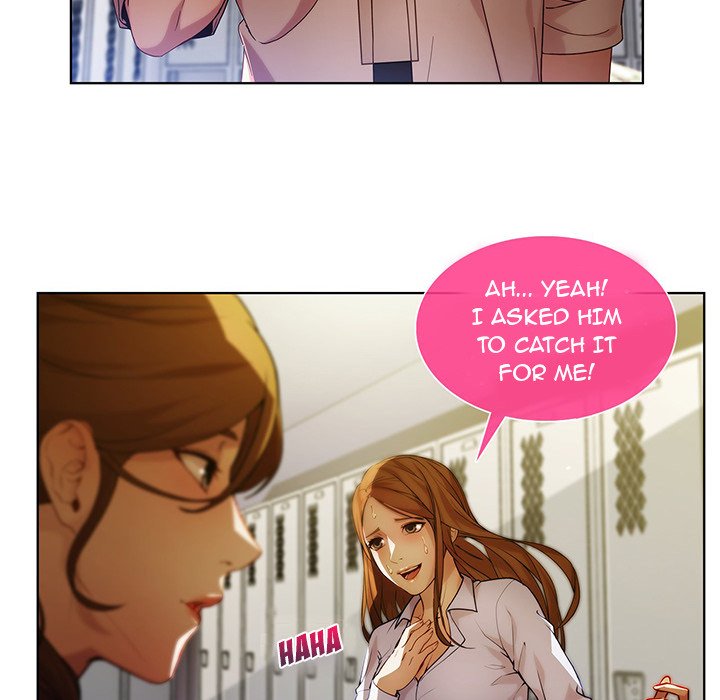 AH... YEAH!
I ASKED HIM
TO CATCH IT
FOR ME!
HAHA